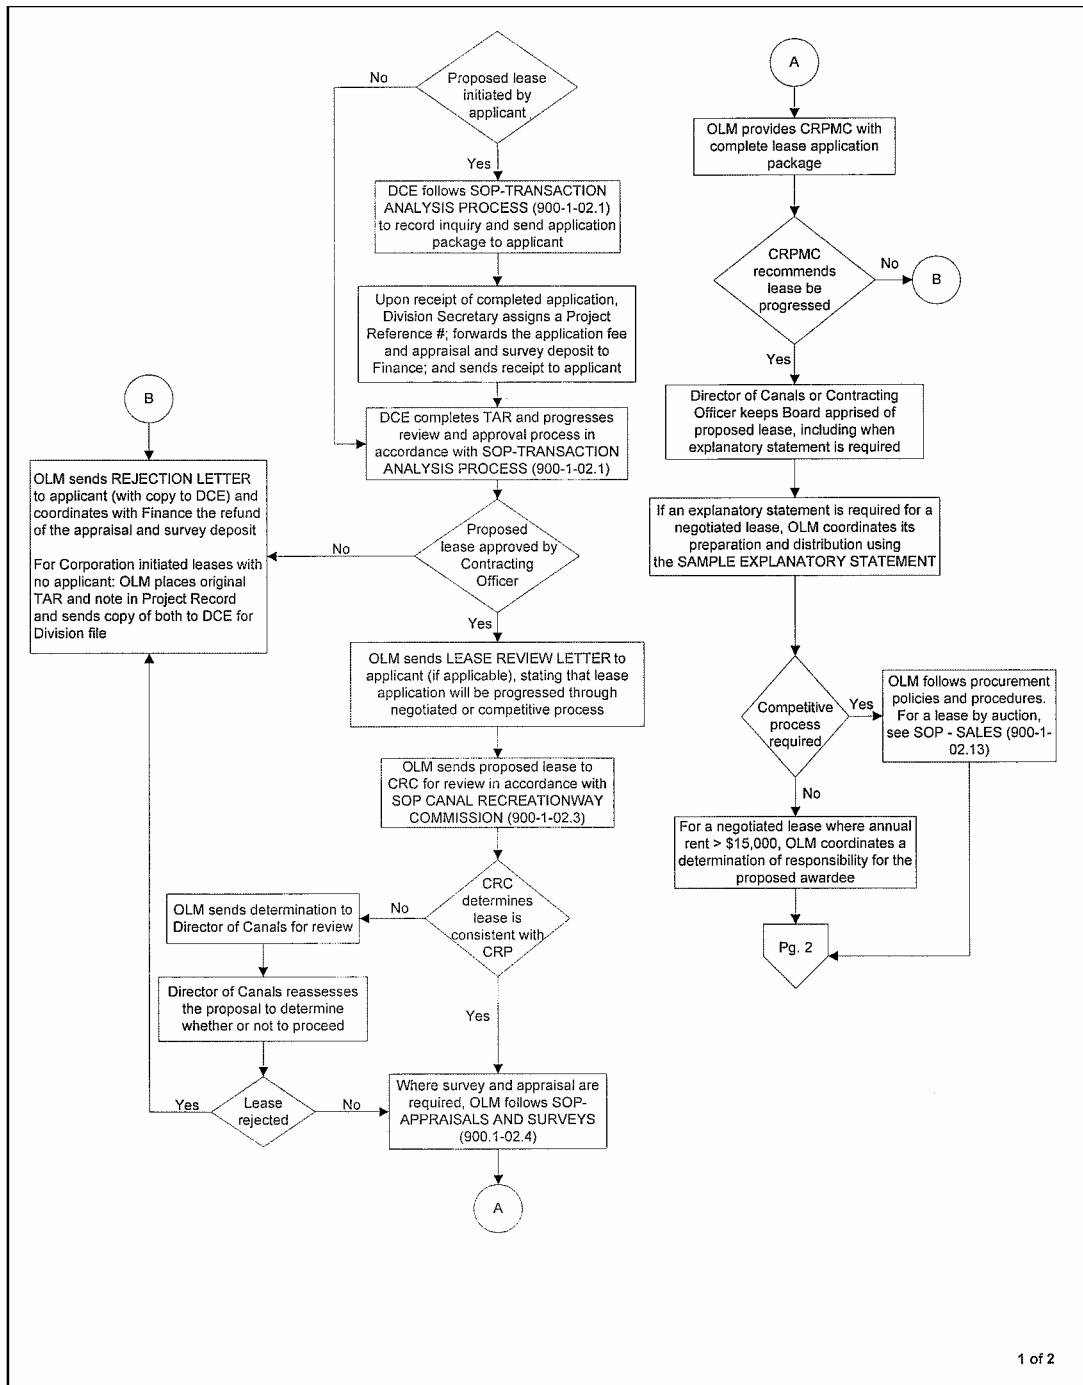 Proposed lease
initiated by
applicant
No
Yes
DCE follows SOP-TRANSACTION
ANALYSIS PROCESS (900-1-02.1)
to record inquiry and send application
package to applicant
Upon receipt of completed application,
Division Secretary assigns a Project
Reference #; forwards the application fee
and appraisal and survey deposit to
Finance; and sends receipt to applicant
DCE completes TAR and progresses
review and approval process in
accordance with SOP-TRANSACTION
ANALYSIS PROCESS (900-1-02.1)
Proposed
lease approved by
Contracting
Officer
No
Yes
B
OLM sends REJECTION LETTER
to applicant (with copy to DCE) and
coordinates with Finance the refund
of the appraisal and survey deposit
For Corporation initiated leases with
no applicant: OLM places original
TAR and note in Project Record
and sends copy of both to DCE for
Division file
OLM sends LEASE REVIEW LETTER to
applicant (if applicable), stating that lease
application will be progressed through
negotiated or competitive process
OLM sends proposed lease to
CRC for review in accordance with
SOP CANAL RECREATIONWAY
COMMISSION (900-1-02.3)
CRC
determines
lease is
consistent with
CRP
No
Yes
OLM sends determination to
Director of Canals for review
Director of Canals reassesses
the proposal to determine
whether or not to proceed
Lease
rejected
Yes
No
Where survey and appraisal are
required, OLM follows SOP-
APPRAISALS AND SURVEYS
(900.1-02.4)
A
A
OLM provides CRPMC with
complete lease application
package
CRPMC
recommends
lease be
progressed
No
B
Yes
Director of Canals or Contracting
Officer keeps Board apprised of
proposed lease, including when
explanatory statement is required
If an explanatory statement is required for a
negotiated lease, OLM coordinates its
preparation and distribution using
the SAMPLE EXPLANATORY STATEMENT
Competitive
process
required
Yes
No
OLM follows procurement
policies and procedures.
For a lease by auction,
see SOP - SALES (900-1-
02.13)
For a negotiated lease where annual
rent > $15,000, OLM coordinates a
determination of responsibility for the
proposed awardee
Pg. 2
1 of 2